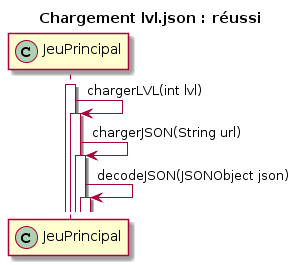 Chargement lvl.json : réussi
C JeuPrincipal
chargerLVL(int lvl)
chargerJSON(String url)
decodeJSON(JSONObject json)
C JeuPrincipal